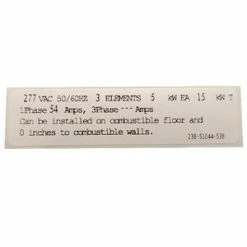 277 VAC 50/60HZ 3 ELEMENTS 5 kW EA 15 kW T
1Phase 54 Amps, 3Phase --- Amps
Can be installed on combustible floor and
0 inches to combustible walls.
238-51044-538